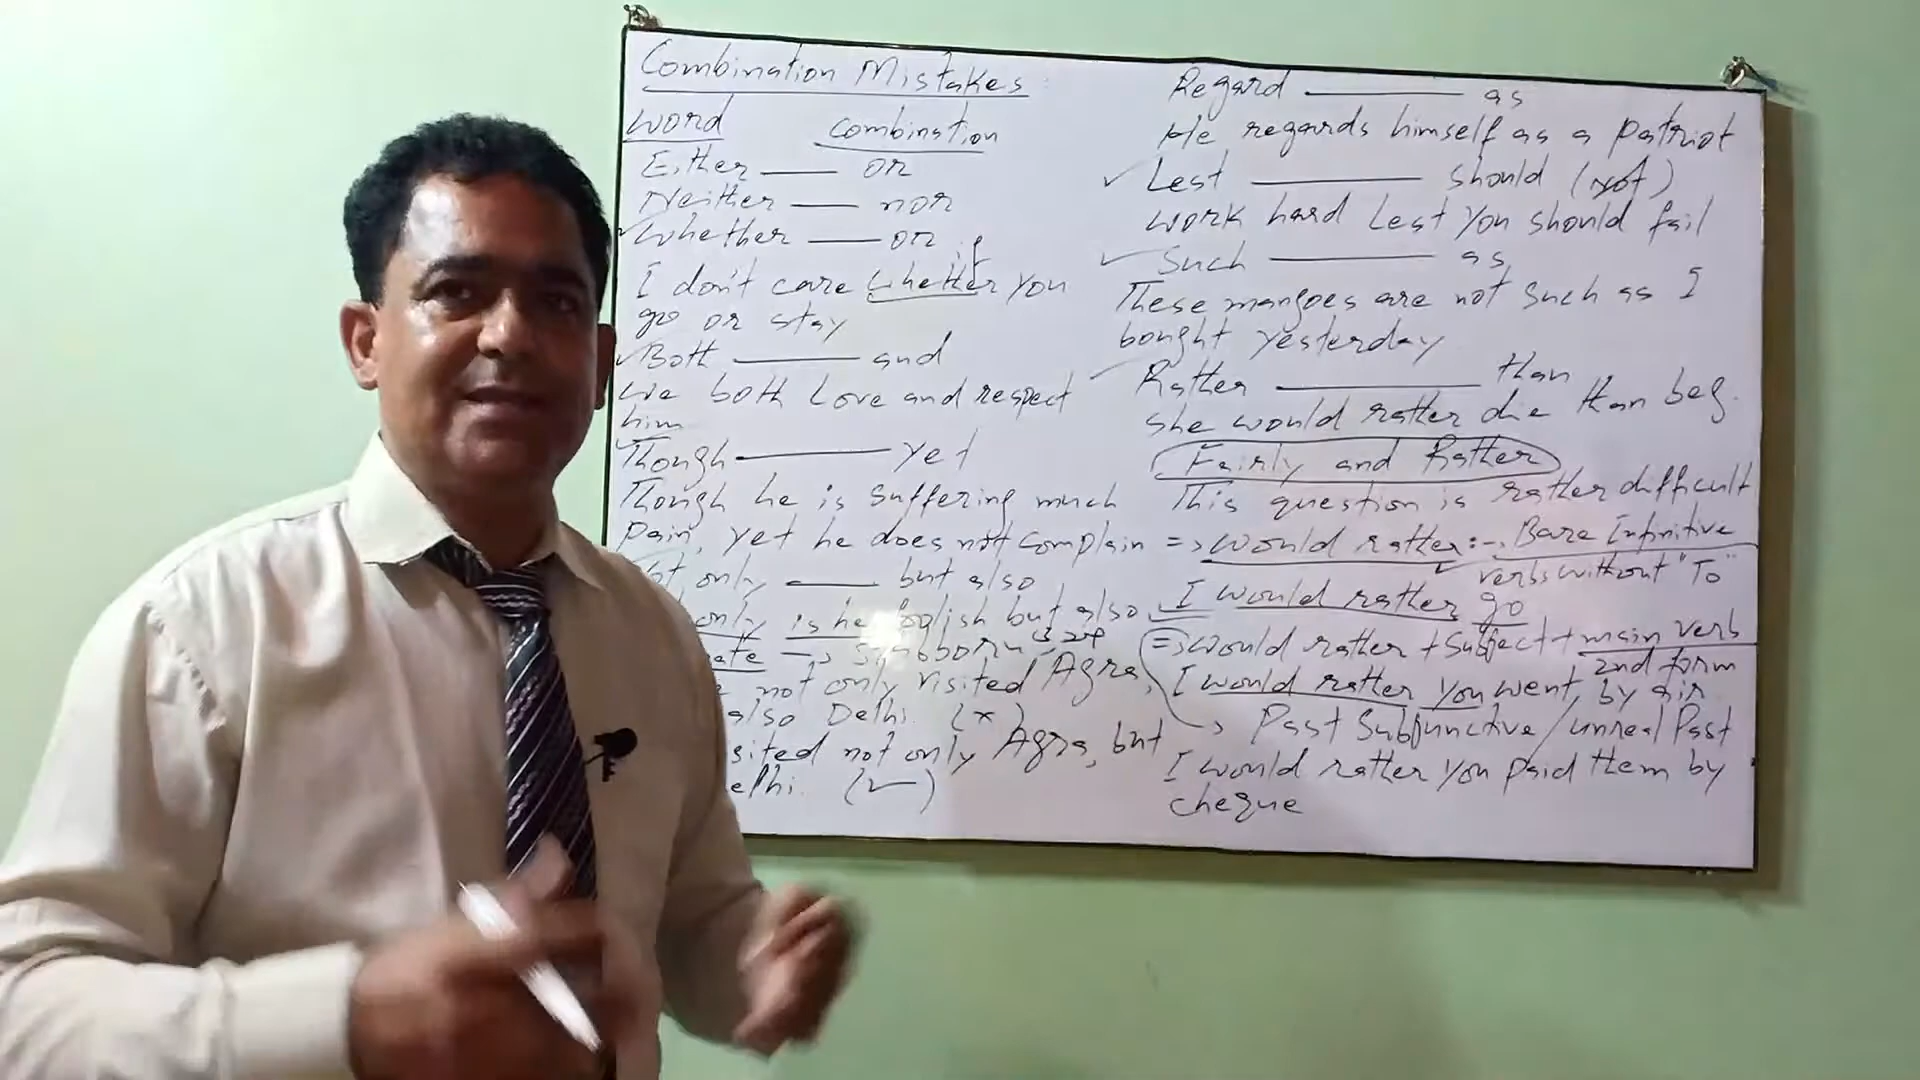 Combination Mistakes:
Word combination
Either —— or
Neither —— nor
Whether —— or
if
I don't care whether you
go or stay
Both —— and
we both Love and respect
him
Though —— yet
Though he is suffering much
pain, yet he does not complain
only —— but also
only is he foolish but also
→ stubborn
not only visited Agra,
also Delhi (x)
not only Agra, but
elhi. (✓)
Regard —— as
He regards himself as a patriot
Lest —— should (not)
work hard Lest you should fail
Such —— as
These mangoes are not such as I
bought yesterday
Rather —— than
she would rather die than beg.
Fairly and Rather
This question is rather difficult
=> would rather :→ Bare Infinitive
verbs without "To"
I would rather go
=> would rather + subject + main verb
2nd form
I would rather you went by air
→ Past Subjunctive/unreal Past
I would rather you paid them by
cheque